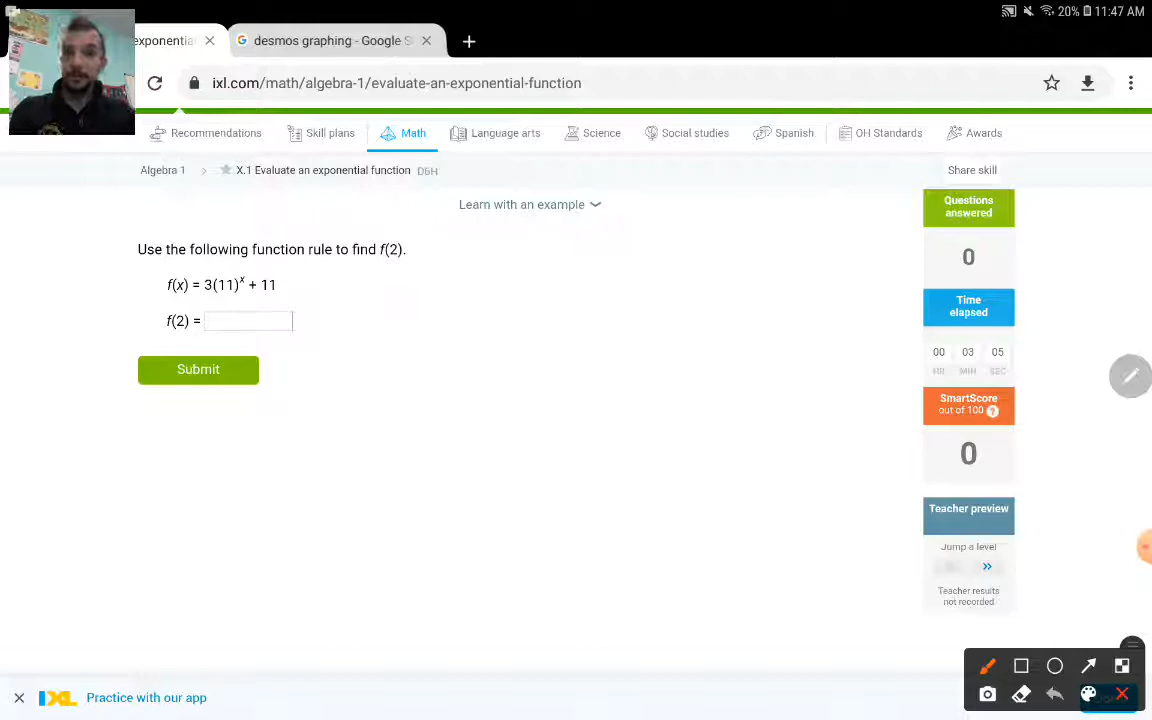 20% 11:47 AM
exponentia
desmos graphing - Google S
ixl.com/math/algebra-1/evaluate-an-exponential-function
Recommendations Skill plans Math Language arts Science Social studies Spanish OH Standards Awards
Algebra 1 > X.1 Evaluate an exponential function D6H Share skill
Learn with an example
Questions
answered
0
Use the following function rule to find f(2).
f(x) = 3(11)^x + 11
f(2) =
Submit
Time
elapsed
00 03 05
HR MIN SEC
SmartScore
out of 100 ?
0
Teacher preview
Jump a level
»
Teacher results
not recorded
IXL Practice with our app